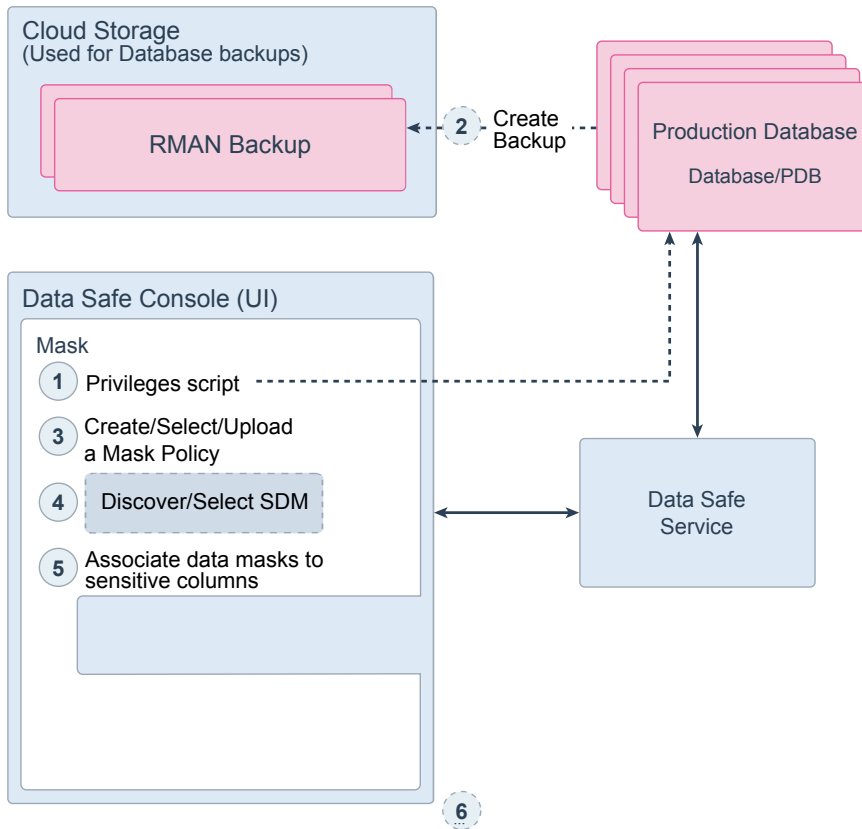 Cloud Storage
(Used for Database backups)
RMAN Backup
2
Create
Backup
Production Database
Database/PDB
Data Safe Console (UI)
Mask
1 Privileges script
3 Create/Select/Upload
a Mask Policy
4 Discover/Select SDM
5 Associate data masks to
sensitive columns
Data Safe
Service
6